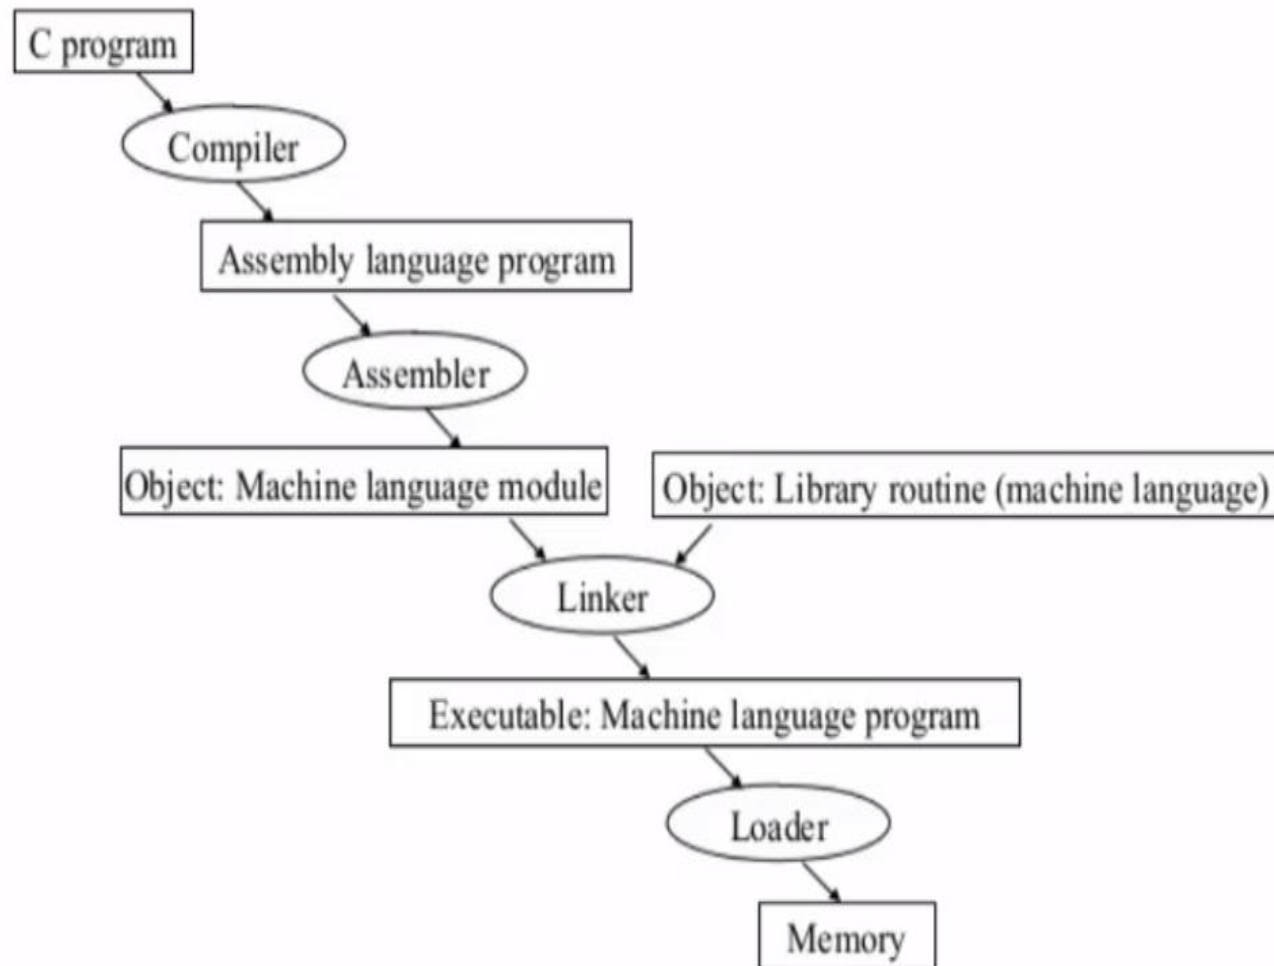 C program
Compiler
Assembly language program
Assembler
Object: Machine language module
Object: Library routine (machine language)
Linker
Executable: Machine language program
Loader
Memory